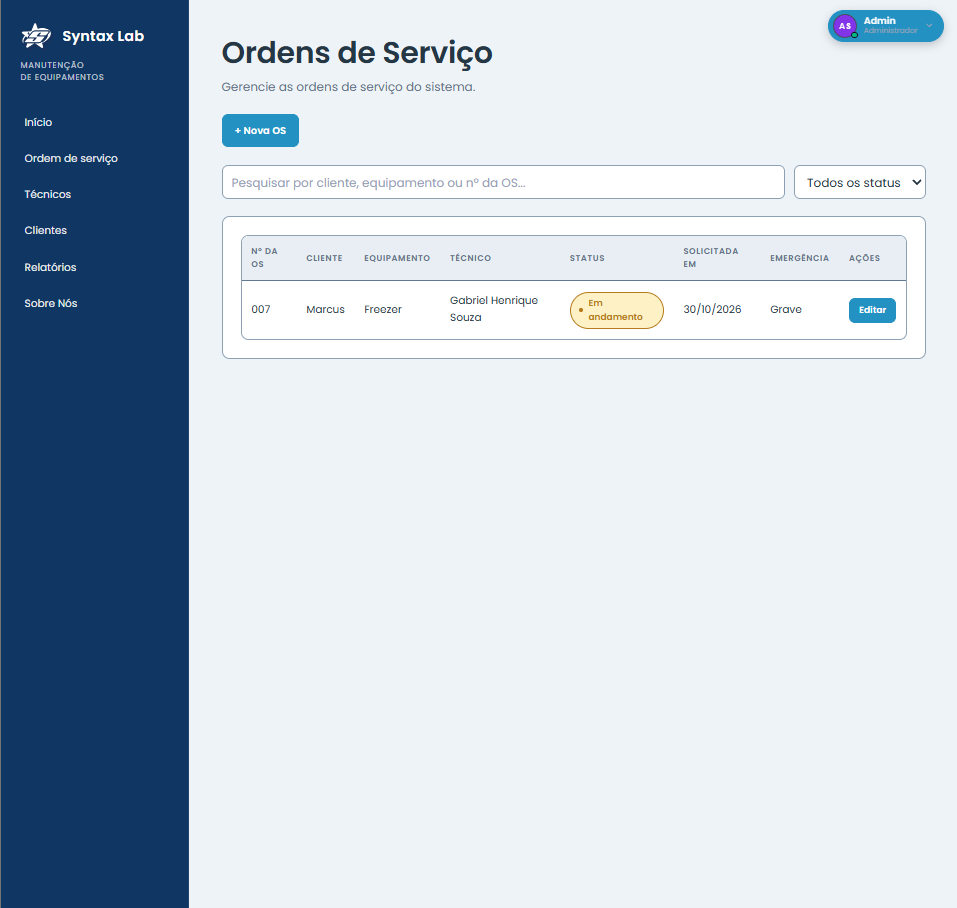 Syntax Lab
MANUTENÇÃO
DE EQUIPAMENTOS
Início
Ordem de serviço
Técnicos
Clientes
Relatórios
Sobre Nós
AS
Admin
Administrador
Ordens de Serviço
Gerencie as ordens de serviço do sistema.
+ Nova OS
Pesquisar por cliente, equipamento ou nº da OS...
Todos os status
Nº DA
OS
CLIENTE
EQUIPAMENTO
TÉCNICO
STATUS
SOLICITADA
EM
EMERGÊNCIA
AÇÕES
007
Marcus
Freezer
Gabriel Henrique
Souza
Em
andamento
30/10/2026
Grave
Editar